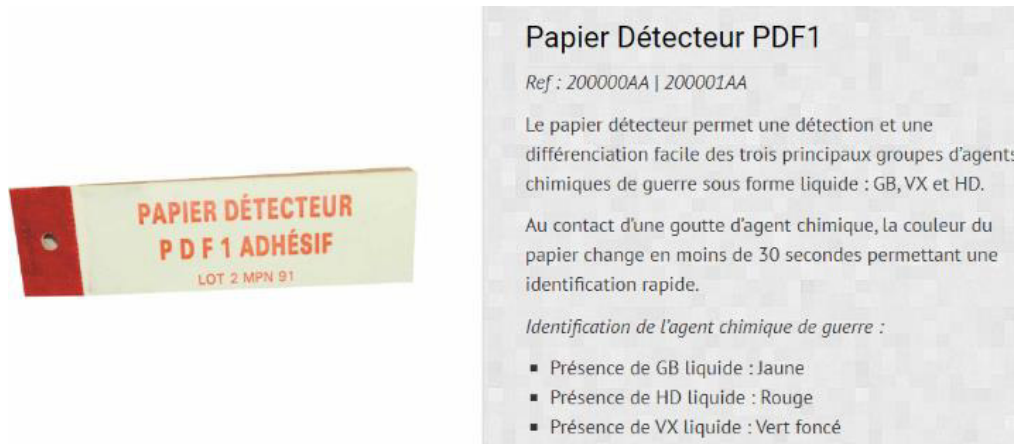 PAPIER DÉTECTEUR
P D F 1 ADHÉSIF
LOT 2 MPN 91
Papier Détecteur PDF1
Ref : 200000AA | 200001AA
Le papier détecteur permet une détection et une
différenciation facile des trois principaux groupes d'agents
chimiques de guerre sous forme liquide : GB, VX et HD.
Au contact d'une goutte d'agent chimique, la couleur du
papier change en moins de 30 secondes permettant une
identification rapide.
Identification de l'agent chimique de guerre :
▪ Présence de GB liquide : Jaune
▪ Présence de HD liquide : Rouge
▪ Présence de VX liquide : Vert foncé